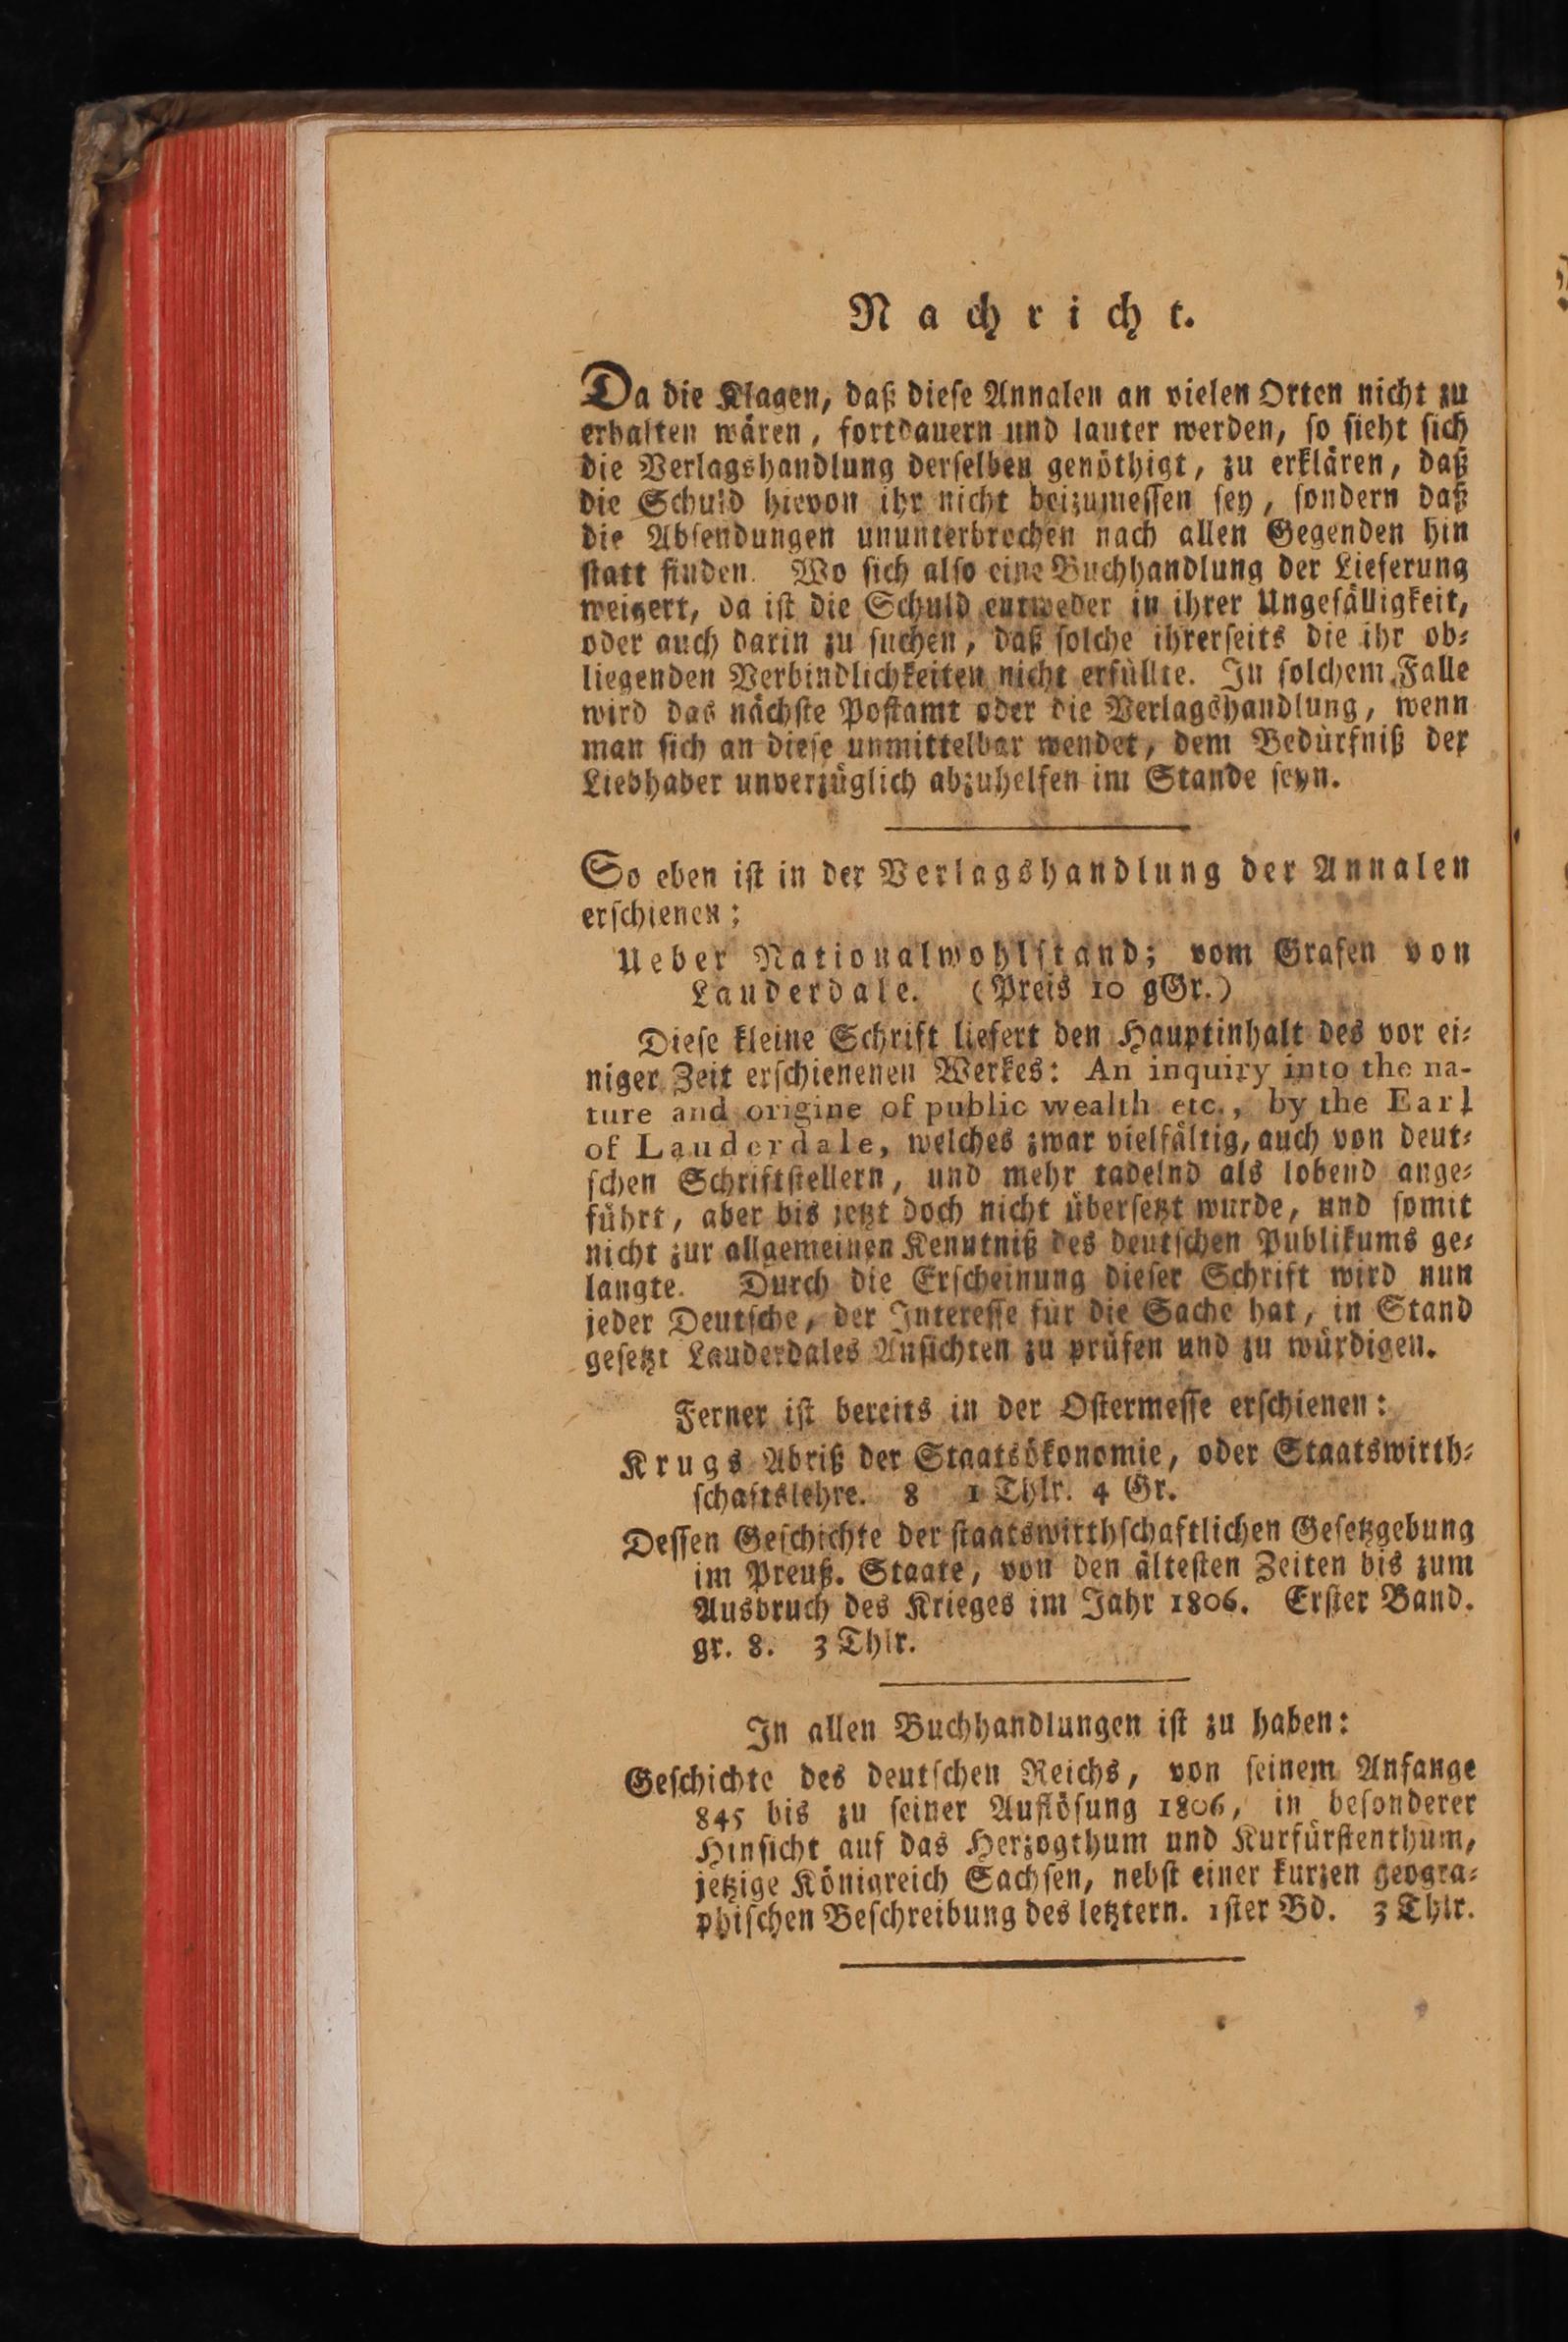 Nachricht.
Da die Klagen, daß dieſe Annalen an vielen Orten nicht zu
erhalten wären, fortdauern und lauter werden, ſo ſieht ſich
die Verlagshandlung derſelben genöthigt, zu erklären, daß
die Schuld hievon ihr nicht beizumeſſen ſey, ſondern daß
die Abſendungen ununterbrochen nach allen Gegenden hin
ſtatt finden. Wo ſich alſo eine Buchhandlung der Lieferung
weigert, da iſt die Schuld entweder in ihrer Ungefälligkeit,
oder auch darin zu ſuchen, daß ſolche ihrerſeits die ihr ob⸗
liegenden Verbindlichkeiten nicht erfüllte. In ſolchem Falle
wird das nächſte Poſtamt oder die Verlagshandlung, wenn
man ſich an dieſe unmittelbar wendet, dem Bedürfniß der
Liebhaber unverzüglich abzuhelfen im Stande ſeyn.
So eben iſt in der Verlagshandlung der Annalen
erſchienen:
Ueber Nationalwohlſtand; vom Grafen von
Lauderdale. (Preis 10 gGr.)
Dieſe kleine Schrift liefert den Hauptinhalt des vor ei⸗
niger Zeit erſchienenen Werkes: An inquiry into the na-
ture and origine of public wealth etc., by the Earl
of Lauderdale, welches zwar vielfältig, auch von deut⸗
ſchen Schriftſtellern, und mehr tadelnd als lobend ange⸗
führt, aber bis jetzt doch nicht überſetzt wurde, und ſomit
nicht zur allgemeinen Kenntniß des deutſchen Publikums ge⸗
langte. Durch die Erſcheinung dieſer Schrift wird nun
jeder Deutſche, der Intereſſe für die Sache hat, in Stand
geſetzt Lauderdales Anſichten zu prüfen und zu würdigen.
Ferner iſt bereits in der Oſtermeſſe erſchienen:
Krugs Abriß der Staatsökonomie, oder Staatswirth⸗
ſchaftslehre. 8 1 Thlr. 4 Gr.
Deſſen Geſchichte der ſtaatswirthſchaftlichen Geſetzgebung
im Preuß. Staate, von den älteſten Zeiten bis zum
Ausbruch des Krieges im Jahr 1806. Erſter Band.
gr. 8. 3 Thlr.
In allen Buchhandlungen iſt zu haben:
Geſchichte des deutſchen Reichs, von ſeinem Anfange
845 bis zu ſeiner Auflöſung 1806, in beſonderer
Hinſicht auf das Herzogthum und Kurfürſtenthum,
jetzige Königreich Sachſen, nebſt einer kurzen geogra⸗
phiſchen Beſchreibung des letztern. 1ſter Bd. 3 Thlr.